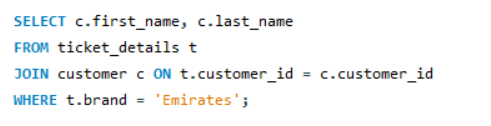 SELECT c.first_name, c.last_name
FROM ticket_details t
JOIN customer c ON t.customer_id = c.customer_id
WHERE t.brand = 'Emirates';